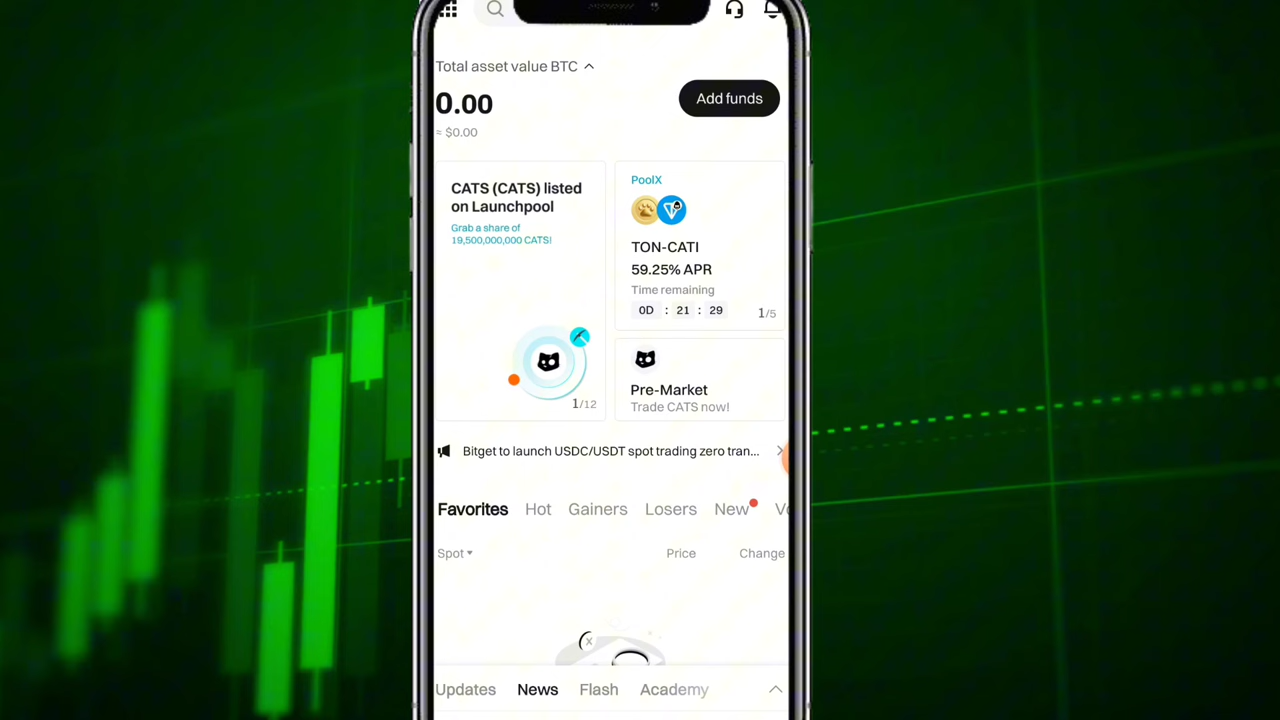 Total asset value BTC
0.00
Add funds
≈ $0.00
CATS (CATS) listed
on Launchpool
Grab a share of
19,500,000,000 CATS!
1/12
PoolX
TON-CATI
59.25% APR
Time remaining
0D : 21 : 29
1/5
Pre-Market
Trade CATS now!
Bitget to launch USDC/USDT spot trading zero tran...
Favorites Hot Gainers Losers New
Spot Price Change
Updates News Flash Academy